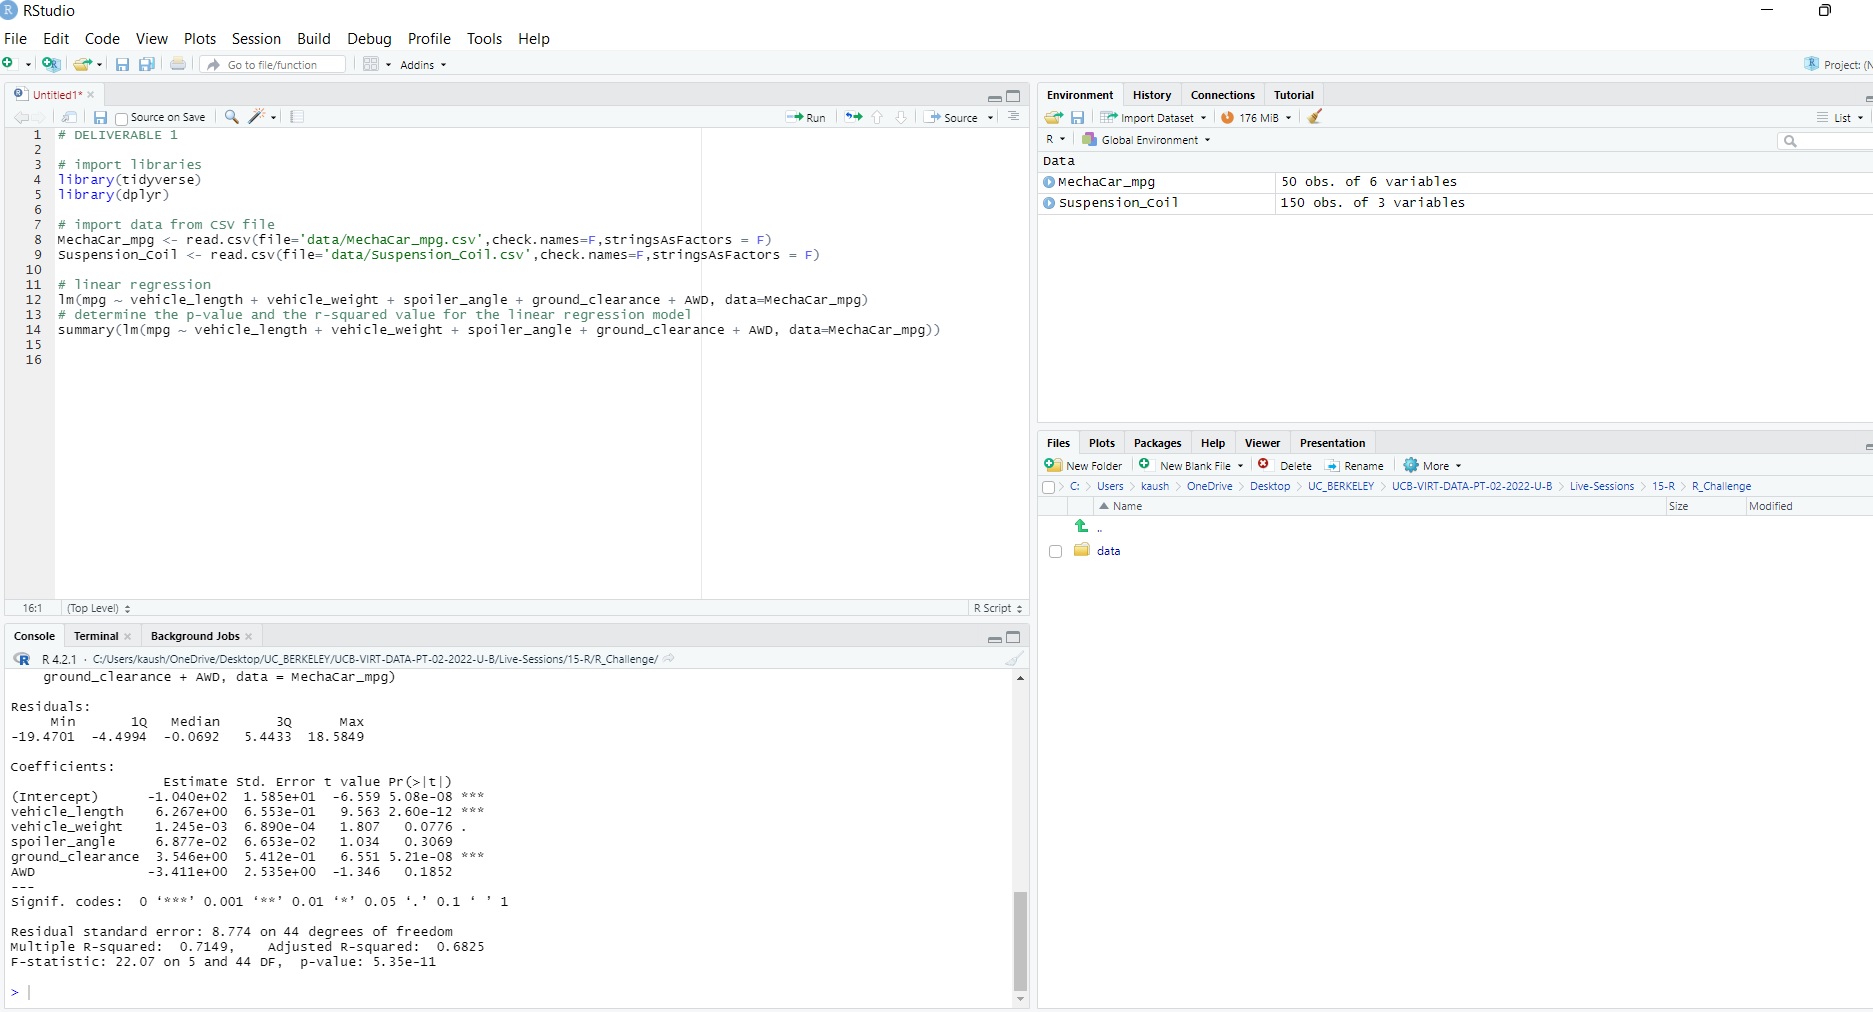 RStudio
File Edit Code View Plots Session Build Debug Profile Tools Help
Go to file/function Addins Project: (N
Untitled1*
Source on Save Run Source
1 # DELIVERABLE 1
2
3 # import libraries
4 library(tidyverse)
5 library(dplyr)
6
7 # import data from CSV file
8 MechaCar_mpg <- read.csv(file='data/MechaCar_mpg.csv',check.names=F,stringsAsFactors = F)
9 Suspension_Coil <- read.csv(file='data/Suspension_Coil.csv',check.names=F,stringsAsFactors = F)
10
11 # linear regression
12 lm(mpg ~ vehicle_length + vehicle_weight + spoiler_angle + ground_clearance + AWD, data=MechaCar_mpg)
13 # determine the p-value and the r-squared value for the linear regression model
14 summary(lm(mpg ~ vehicle_length + vehicle_weight + spoiler_angle + ground_clearance + AWD, data=MechaCar_mpg))
15
16
16:1 (Top Level) R Script
Console Terminal Background Jobs
R 4.2.1 · C:/Users/kaush/OneDrive/Desktop/UC_BERKELEY/UCB-VIRT-DATA-PT-02-2022-U-B/Live-Sessions/15-R/R_Challenge/
ground_clearance + AWD, data = MechaCar_mpg)
Residuals:
Min 1Q Median 3Q Max
-19.4701 -4.4994 -0.0692 5.4433 18.5849
Coefficients:
Estimate Std. Error t value Pr(>|t|)
(Intercept) -1.040e+02 1.585e+01 -6.559 5.08e-08 ***
vehicle_length 6.267e+00 6.553e-01 9.563 2.60e-12 ***
vehicle_weight 1.245e-03 6.890e-04 1.807 0.0776 .
spoiler_angle 6.877e-02 6.653e-02 1.034 0.3069
ground_clearance 3.546e+00 5.412e-01 6.551 5.21e-08 ***
AWD -3.411e+00 2.535e+00 -1.346 0.1852
---
Signif. codes: 0 ‘***’ 0.001 ‘**’ 0.01 ‘*’ 0.05 ‘.’ 0.1 ‘ ’ 1
Residual standard error: 8.774 on 44 degrees of freedom
Multiple R-squared: 0.7149, Adjusted R-squared: 0.6825
F-statistic: 22.07 on 5 and 44 DF, p-value: 5.35e-11
>
Environment History Connections Tutorial
Import Dataset 176 MiB List
R Global Environment
Data
MechaCar_mpg 50 obs. of 6 variables
Suspension_Coil 150 obs. of 3 variables
Files Plots Packages Help Viewer Presentation
New Folder New Blank File Delete Rename More
C: Users kaush OneDrive Desktop UC_BERKELEY UCB-VIRT-DATA-PT-02-2022-U-B Live-Sessions 15-R R_Challenge
Name Size Modified
..
data